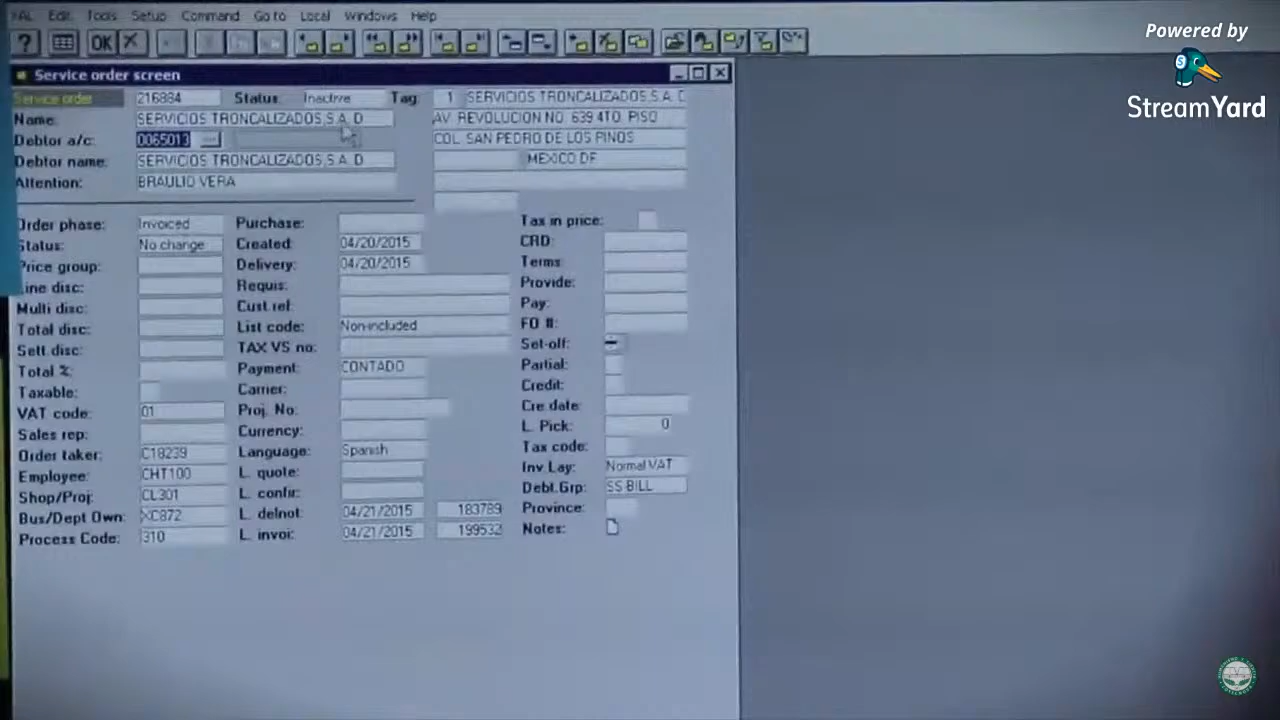 XAL Edit Tools Setup Command Go to Local Windows Help
OK
Powered by
StreamYard
Service order screen
Service order 216884 Status: Inactive Tag: 1 SERVICIOS TRONCALIZADOS S.A. D
Name: SERVICIOS TRONCALIZADOS S.A. D AV. REVOLUCION NO. 639 4TO. PISO
Debtor a/c: 0065013 COL. SAN PEDRO DE LOS PINOS
Debtor name: SERVICIOS TRONCALIZADOS S.A. D MEXICO DF
Attention: BRAULIO VERA
Order phase: Invoiced Purchase: Tax in price:
Status: No change Created: 04/20/2015 CRD:
Price group: Delivery: 04/20/2015 Terms:
Line disc: Requis: Provide:
Multi disc: Cust.ref: Pay:
Total disc: List code: Non-included FO #:
Sett.disc: TAX VS no: Set-off:
Total %: Payment: CONTADO Partial:
Taxable: Carrier: Credit:
VAT code: 01 Proj. No: Cre date:
Sales rep: Currency: L. Pick: 0
Order taker: C18239 Language: Spanish Tax code:
Employee: CHT100 L. quote: Inv.Lay: Normal VAT
Shop/Proj: CL301 L. confir: Debt.Grp: SS BILL
Bus/Dept Own: XC872 L. delnot: 04/21/2015 183789 Province:
Process Code: 310 L. invoi: 04/21/2015 199532 Notes: